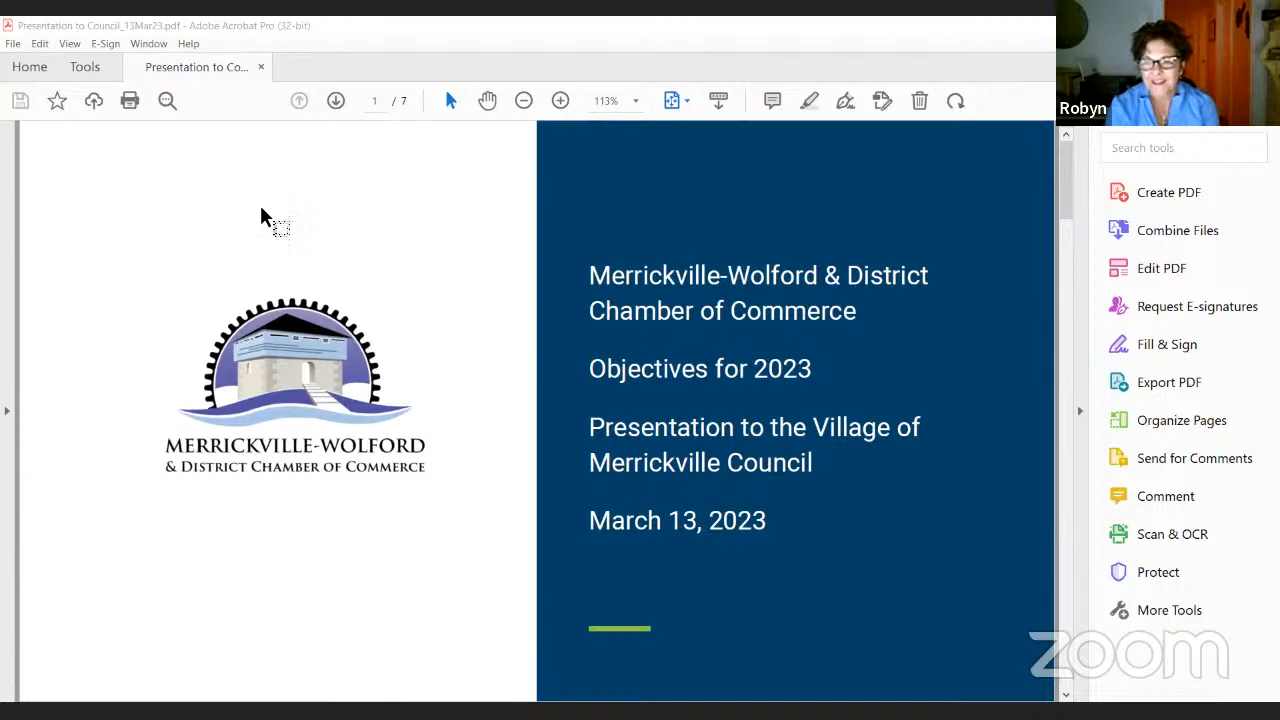 Presentation to Council_13Mar23.pdf - Adobe Acrobat Pro (32-bit)
File Edit View E-Sign Window Help
Home Tools Presentation to Co... ×
1 / 7 113%
Robyn
Search tools
Create PDF
Combine Files
Edit PDF
Request E-signatures
Fill & Sign
Export PDF
Organize Pages
Send for Comments
Comment
Scan & OCR
Protect
More Tools
MERRICKVILLE-WOLFORD
& DISTRICT CHAMBER OF COMMERCE
Merrickville-Wolford & District
Chamber of Commerce
Objectives for 2023
Presentation to the Village of
Merrickville Council
March 13, 2023
zoom